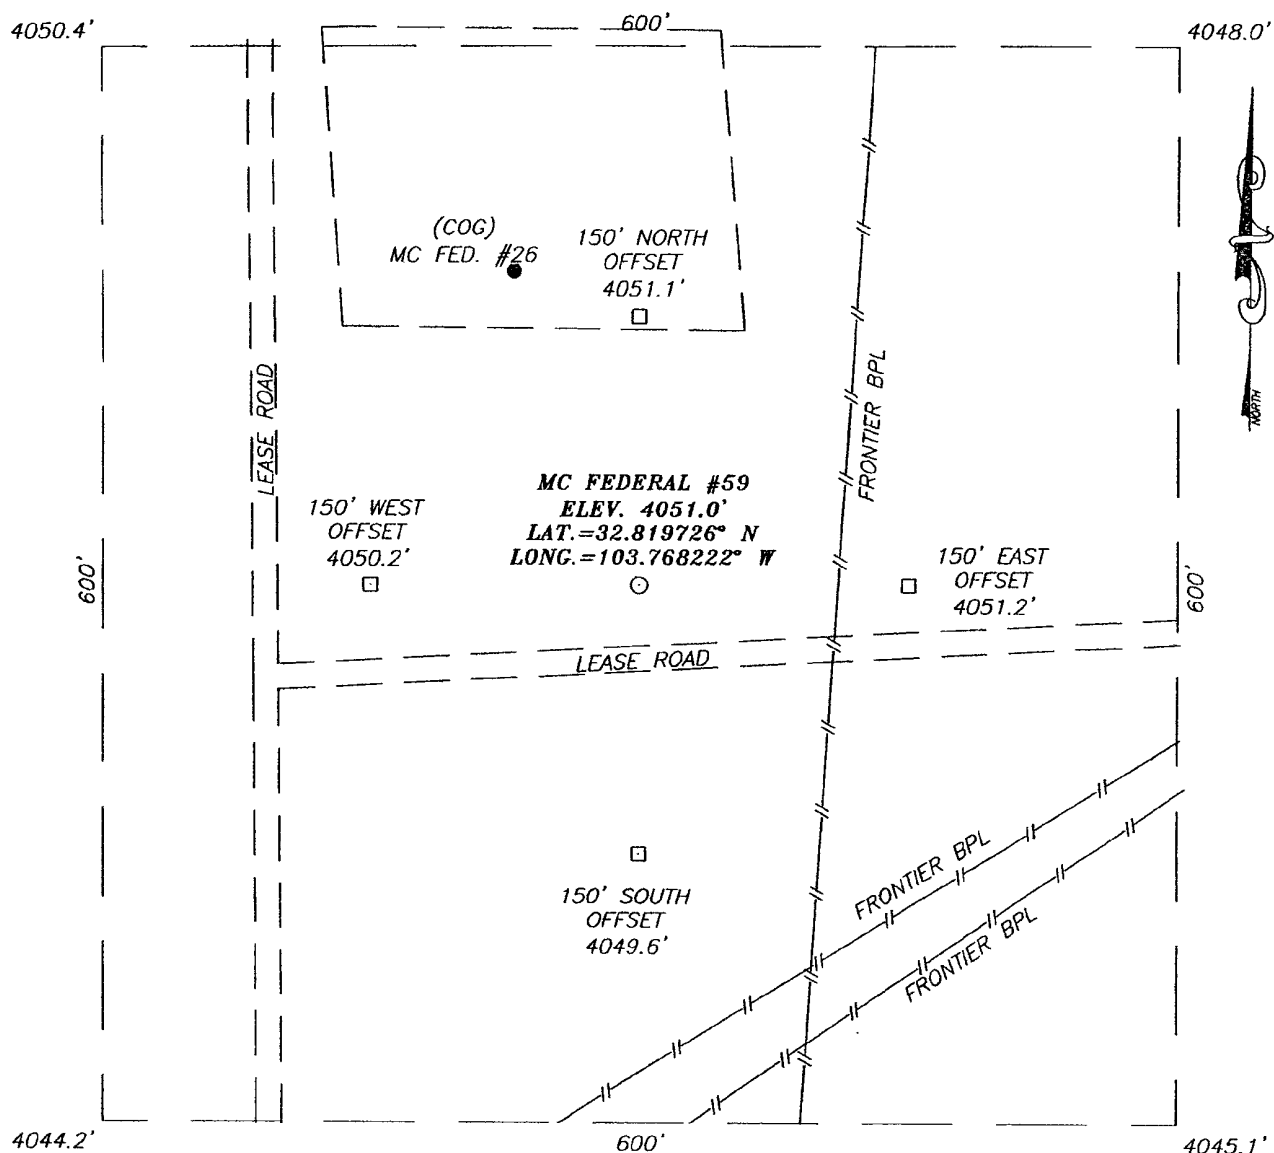 4050.4'
600'
4048.0'
(COG)
MC FED. #26
150' NORTH
OFFSET
4051.1'
LEASE ROAD
FRONTIER BPL
NORTH
MC FEDERAL #59
ELEV. 4051.0'
LAT.=32.819726° N
LONG.=103.768222° W
150' WEST
OFFSET
4050.2'
150' EAST
OFFSET
4051.2'
600'
600'
LEASE ROAD
150' SOUTH
OFFSET
4049.6'
FRONTIER BPL
FRONTIER BPL
4044.2'
600'
4045.1'